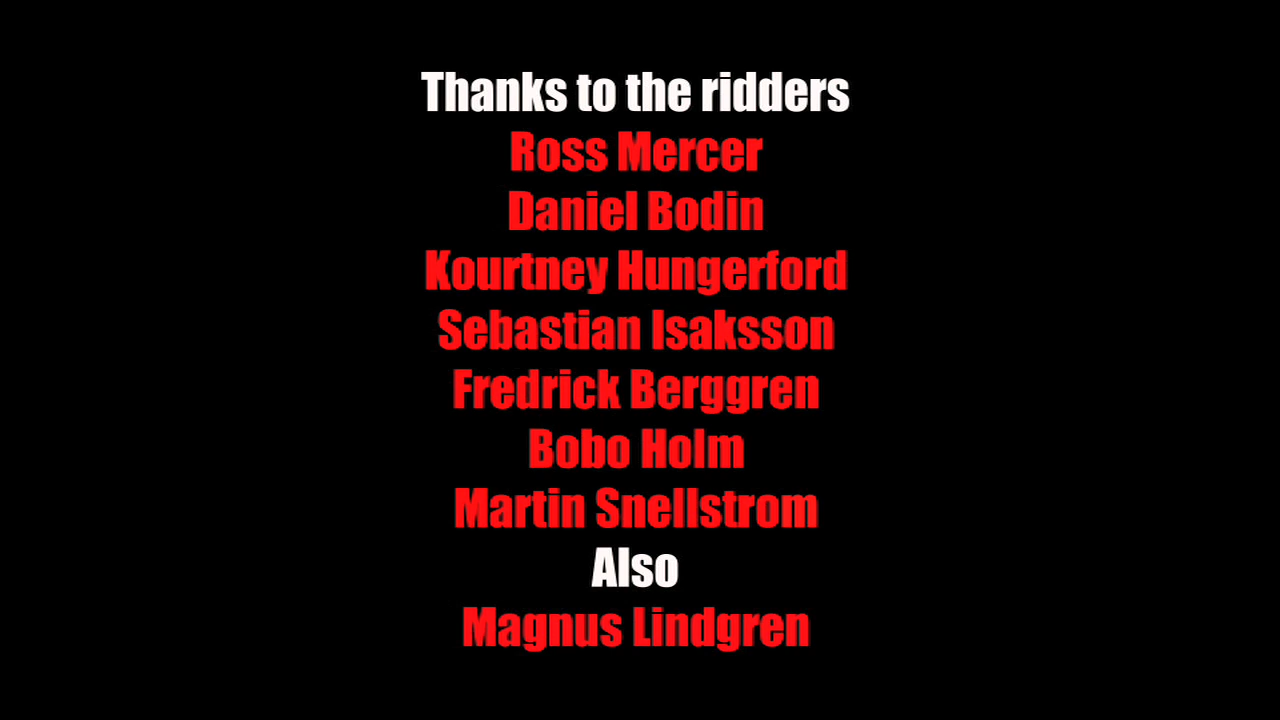 Thanks to the ridders
Ross Mercer
Daniel Bodin
Kourtney Hungerford
Sebastian Isaksson
Fredrick Berggren
Bobo Holm
Martin Snellstrom
Also
Magnus Lindgren